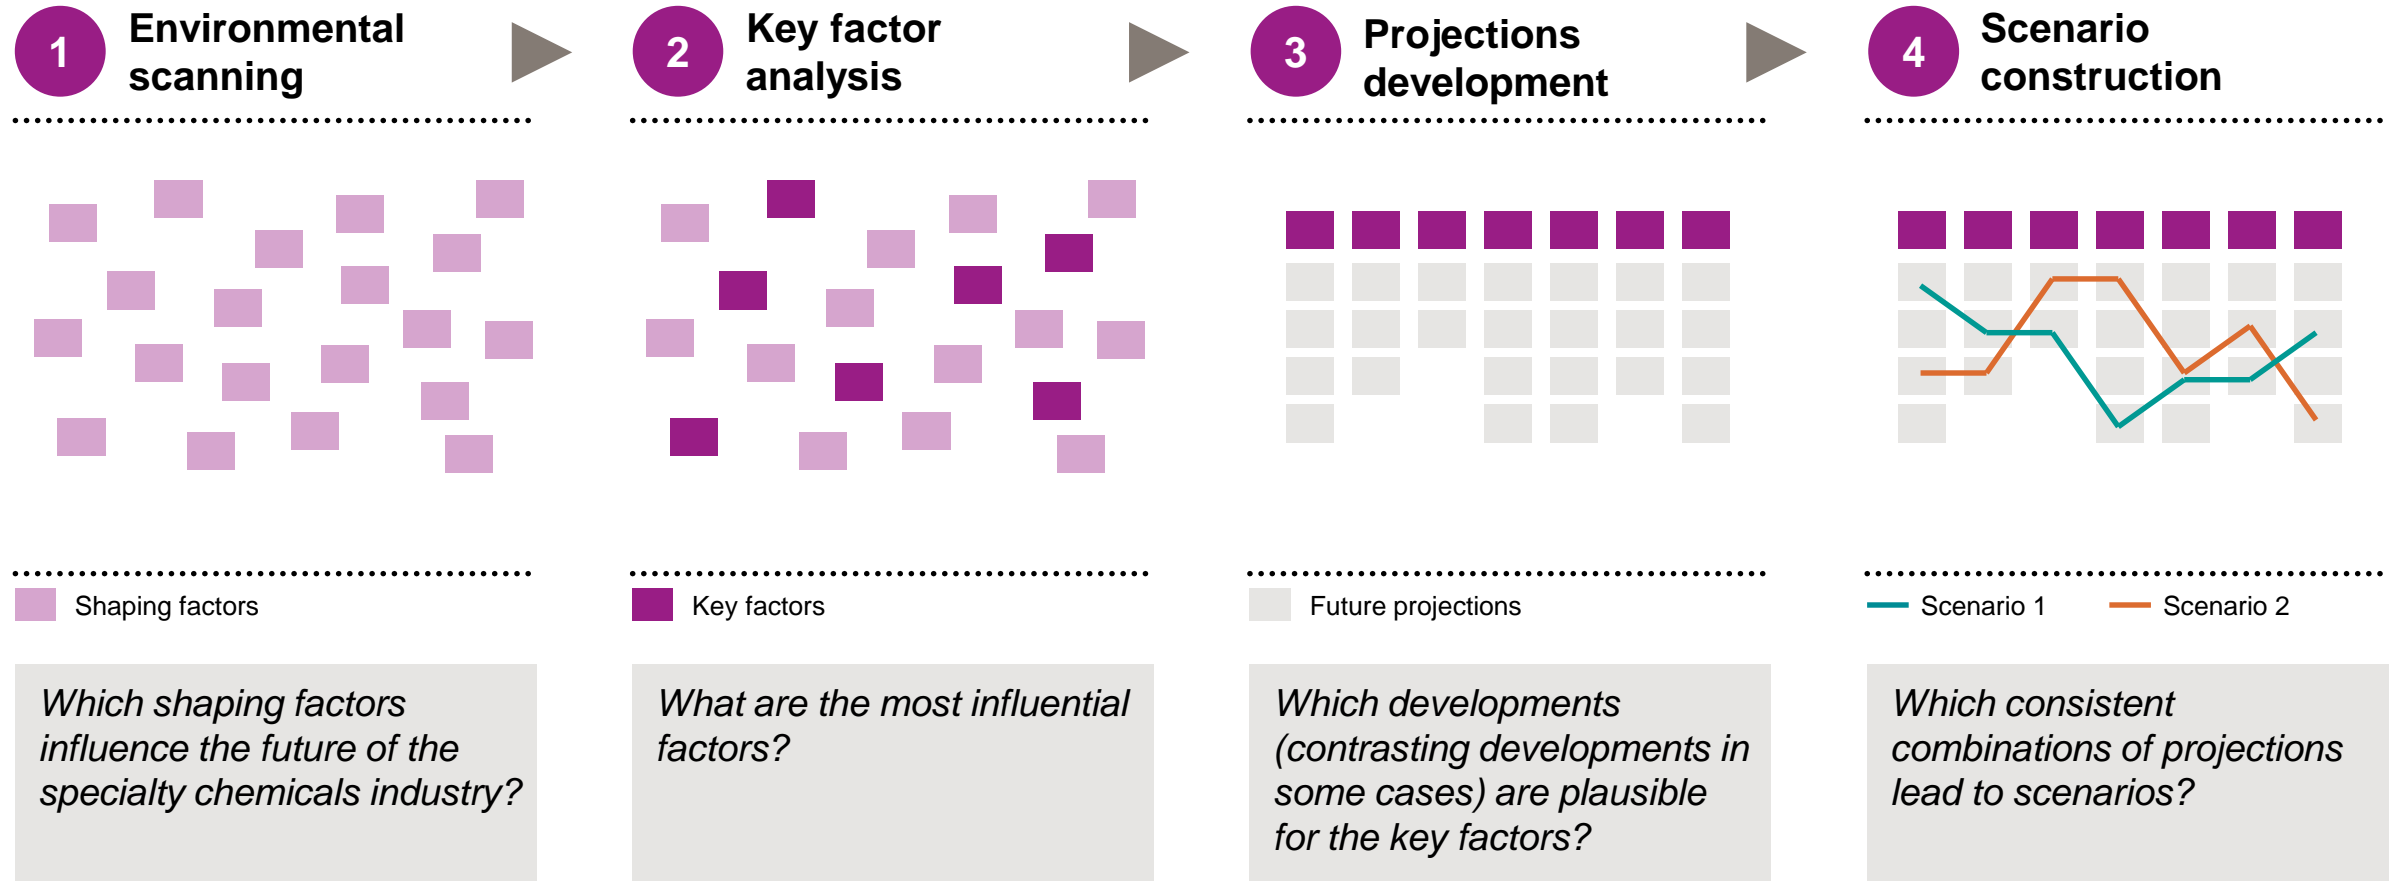 1
Environmental
scanning
2
Key factor
analysis
3
Projections
development
4
Scenario
construction
Shaping factors
Key factors
Future projections
Scenario 1
Scenario 2
Which shaping factors
influence the future of the
specialty chemicals industry?
What are the most influential
factors?
Which developments
(contrasting developments in
some cases) are plausible
for the key factors?
Which consistent
combinations of projections
lead to scenarios?